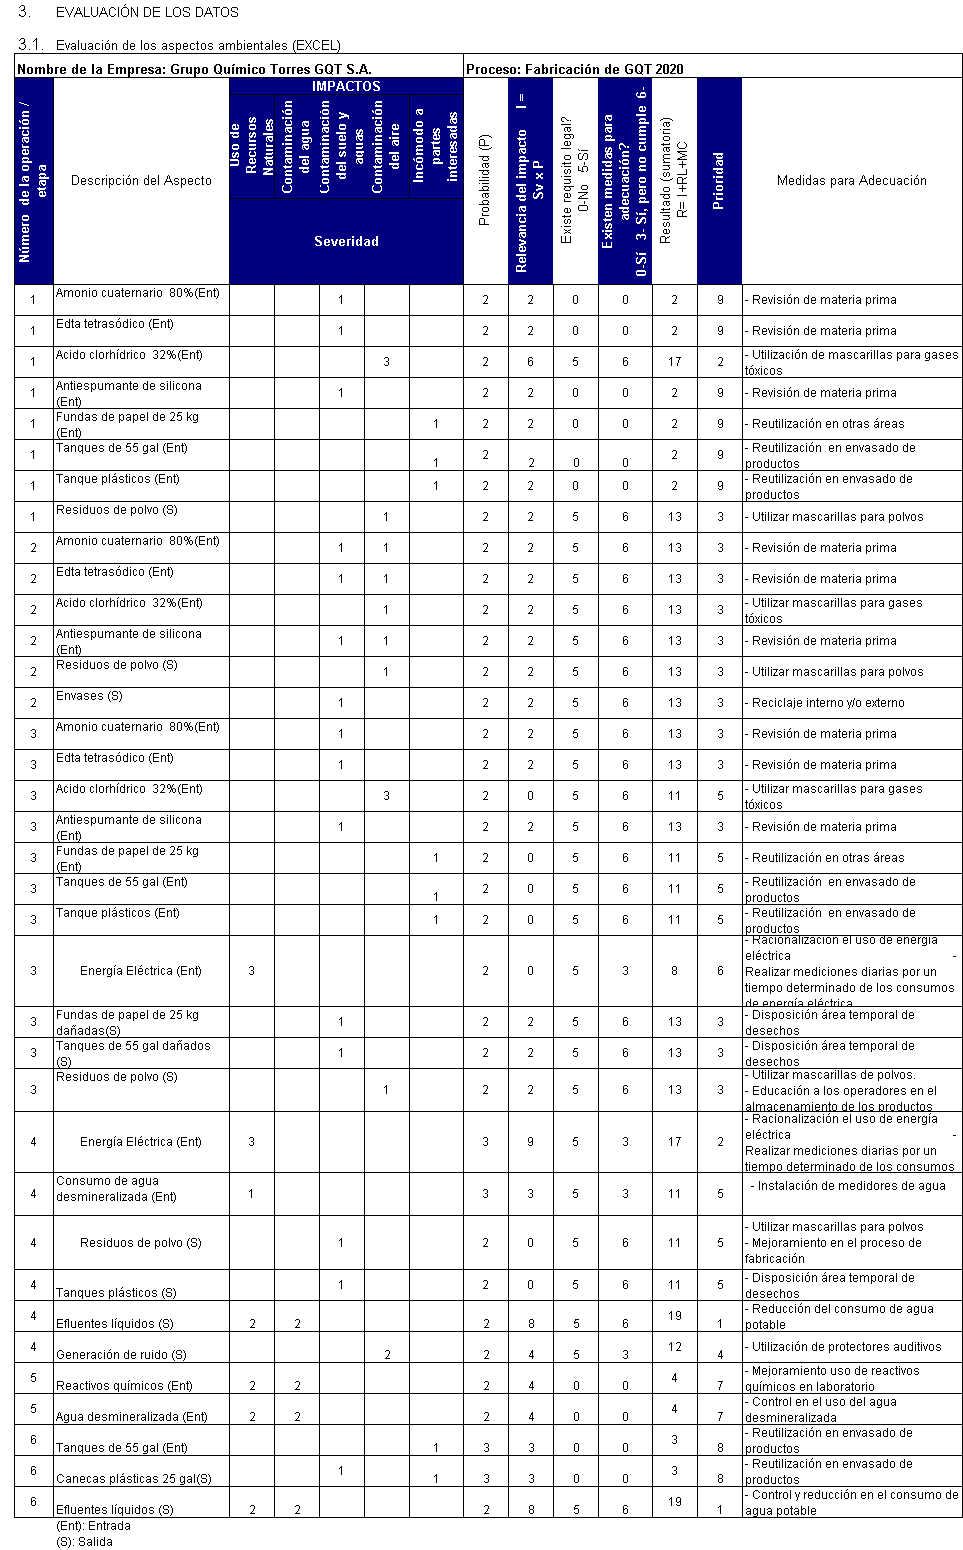 3. EVALUACIÓN DE LOS DATOS
3.1. Evaluación de los aspectos ambientales (EXCEL)
Nombre de la Empresa: Grupo Químico Torres GQT S.A. Proceso: Fabricación de GQT 2020
Número de la operación / etapa
Descripción del Aspecto
IMPACTOS
Uso de Recursos Naturales
Contaminación del agua
Contaminación del suelo y aguas
Contaminación del aire
Incómodo a partes interesadas
Severidad
Probabilidad (P)
Relevancia del impacto I = Sv x P
Existe requisito legal? 0-No 5-Sí
Existen medidas para adecuación? 0-Sí 3- Sí, pero no cumple 6-
Resultado (sumatoria) R= I+RL+MC
Prioridad
Medidas para Adecuación
1 Amonio cuaternario 80%(Ent) 1 2 2 0 0 2 9 - Revisión de materia prima
1 Edta tetrasódico (Ent) 1 2 2 0 0 2 9 - Revisión de materia prima
1 Acido clorhídrico 32%(Ent) 3 2 6 5 6 17 2 - Utilización de mascarillas para gases tóxicos
1 Antiespumante de silicona (Ent) 1 2 2 0 0 2 9 - Revisión de materia prima
1 Fundas de papel de 25 kg (Ent) 1 2 2 0 0 2 9 - Reutilización en otras áreas
1 Tanques de 55 gal (Ent) 1 2 2 0 0 2 9 - Reutilización en envasado de productos
1 Tanque plásticos (Ent) 1 2 2 0 0 2 9 - Reutilización en envasado de productos
1 Residuos de polvo (S) 1 2 2 5 6 13 3 - Utilizar mascarillas para polvos
2 Amonio cuaternario 80%(Ent) 1 1 2 2 5 6 13 3 - Revisión de materia prima
2 Edta tetrasódico (Ent) 1 1 2 2 5 6 13 3 - Revisión de materia prima
2 Acido clorhídrico 32%(Ent) 1 2 2 5 6 13 3 - Utilizar mascarillas para gases tóxicos
2 Antiespumante de silicona (Ent) 1 1 2 2 5 6 13 3 - Revisión de materia prima
2 Residuos de polvo (S) 1 2 2 5 6 13 3 - Utilizar mascarillas para polvos
2 Envases (S) 1 2 2 5 6 13 3 - Reciclaje interno y/o externo
3 Amonio cuaternario 80%(Ent) 1 2 2 5 6 13 3 - Revisión de materia prima
3 Edta tetrasódico (Ent) 1 2 2 5 6 13 3 - Revisión de materia prima
3 Acido clorhídrico 32%(Ent) 3 2 0 5 6 11 5 - Utilizar mascarillas para gases tóxicos
3 Antiespumante de silicona (Ent) 1 2 2 5 6 13 3 - Revisión de materia prima
3 Fundas de papel de 25 kg (Ent) 1 2 0 5 6 11 5 - Reutilización en otras áreas
3 Tanques de 55 gal (Ent) 1 2 0 5 6 11 5 - Reutilización en envasado de productos
3 Tanque plásticos (Ent) 1 2 0 5 6 11 5 - Reutilización en envasado de productos
3 Energía Eléctrica (Ent) 3 2 0 5 3 8 6 - Racionalización el uso de energía eléctrica - Realizar mediciones diarias por un tiempo determinado de los consumos de energía eléctrica
3 Fundas de papel de 25 kg dañadas(S) 1 2 2 5 6 13 3 - Disposición área temporal de desechos
3 Tanques de 55 gal dañados (S) 1 2 2 5 6 13 3 - Disposición área temporal de desechos
3 Residuos de polvo (S) 1 2 2 5 6 13 3 - Utilizar mascarillas de polvos. - Educación a los operadores en el almacenamiento de los productos
4 Energía Eléctrica (Ent) 3 3 9 5 3 17 2 - Racionalización el uso de energía eléctrica - Realizar mediciones diarias por un tiempo determinado de los consumos
4 Consumo de agua desmineralizada (Ent) 1 3 3 5 3 11 5 - Instalación de medidores de agua
4 Residuos de polvo (S) 1 2 0 5 6 11 5 - Utilizar mascarillas para polvos - Mejoramiento en el proceso de fabricación
4 Tanques plásticos (S) 1 2 0 5 6 11 5 - Disposición área temporal de desechos
4 Efluentes líquidos (S) 2 2 2 8 5 6 19 1 - Reducción del consumo de agua potable
4 Generación de ruido (S) 2 2 4 5 3 12 4 - Utilización de protectores auditivos
5 Reactivos químicos (Ent) 2 2 2 4 0 0 4 7 - Mejoramiento uso de reactivos químicos en laboratorio
5 Agua desmineralizada (Ent) 2 2 2 4 0 0 4 7 - Control en el uso del agua desmineralizada
6 Tanques de 55 gal (Ent) 1 3 3 0 0 3 8 - Reutilización en envasado de productos
6 Canecas plásticas 25 gal(S) 1 1 3 3 0 0 3 8 - Reutilización en envasado de productos
6 Efluentes líquidos (S) 2 2 2 8 5 6 19 1 - Control y reducción en el consumo de agua potable
(Ent): Entrada
(S): Salida